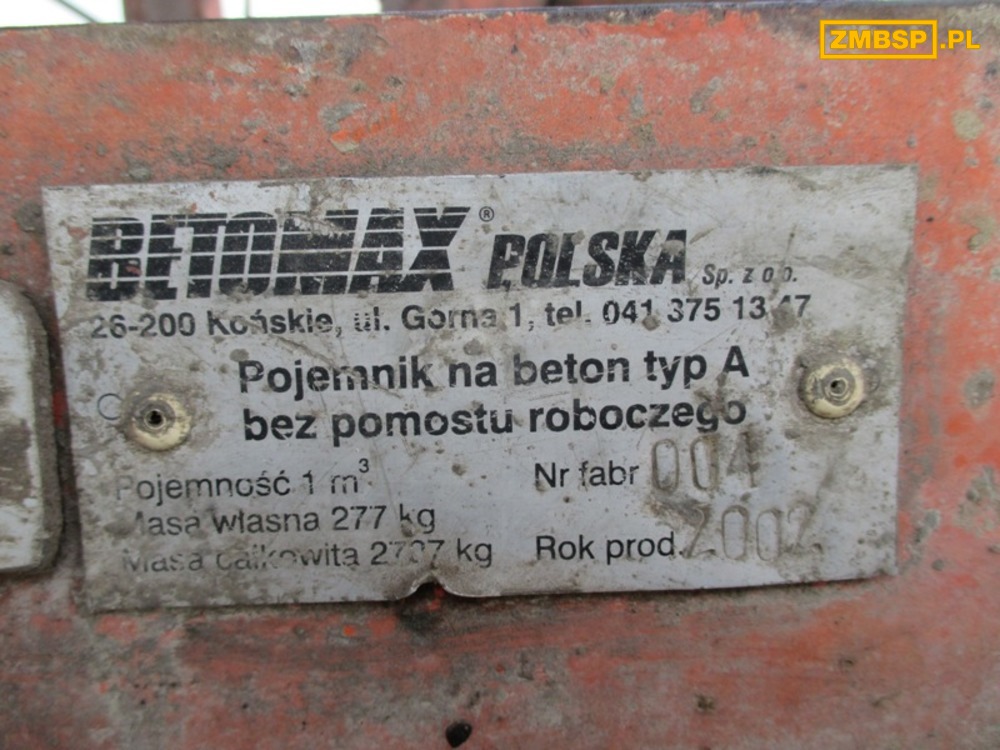 ZMBSP.PL
BETOMAX® POLSKA Sp. z o o.
26-200 Końskie, ul. Gorna 1, tel. 041 375 13 47
Pojemnik na beton typ A
bez pomostu roboczego
Pojemność 1 m³
Nr fabr 004
Masa własna 277 kg
Masa całkowita kg
Rok prod. 2002